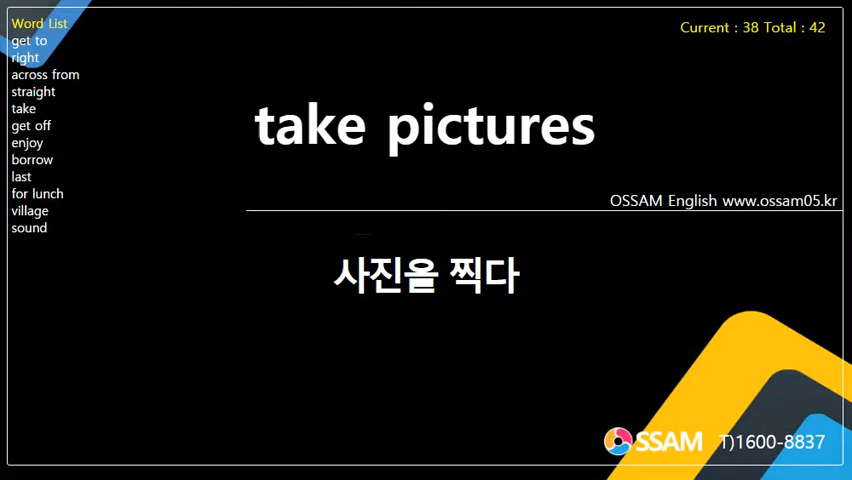 Word List
get to
right
across from
straight
take
get off
enjoy
borrow
last
for lunch
village
sound
Current : 38 Total : 42
take pictures
OSSAM English www.ossam05.kr
사진을 찍다
OSSAM T)1600-8837